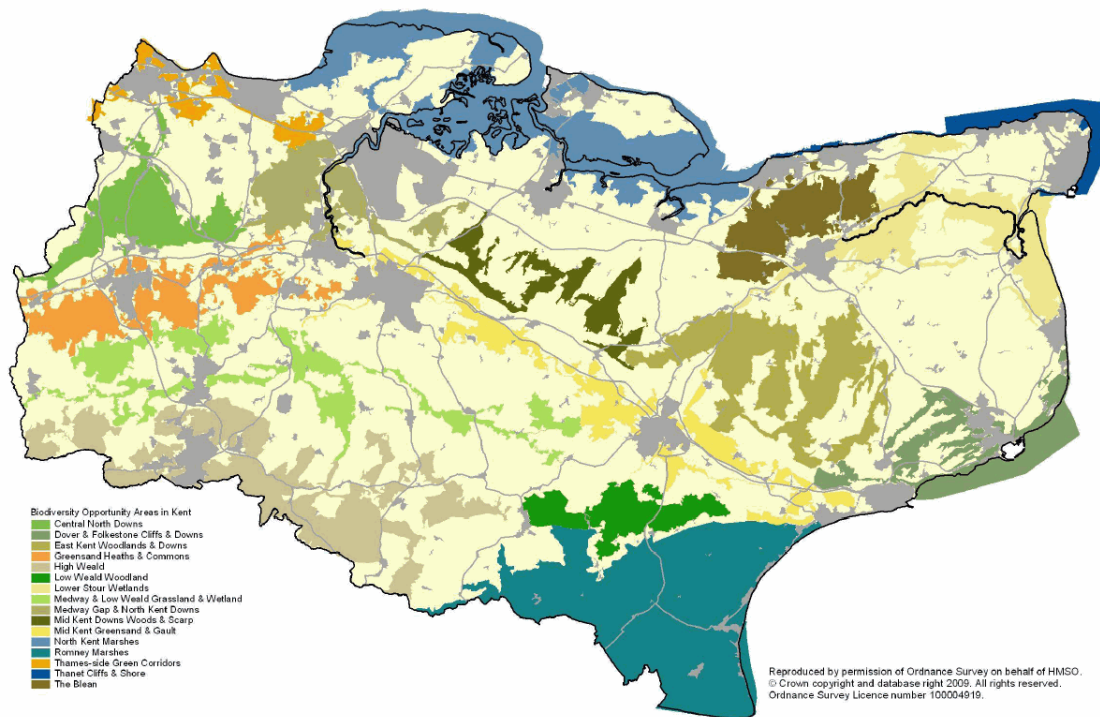 Biodiversity Opportunity Areas in Kent
Central North Downs
Dover & Folkestone Cliffs & Downs
East Kent Woodlands & Downs
Greensand Heaths & Commons
High Weald
Low Weald Woodland
Lower Stour Wetlands
Medway & Low Weald Grassland & Wetland
Medway Gap & North Kent Downs
Mid Kent Downs Woods & Scarp
Mid Kent Greensand & Gault
North Kent Marshes
Romney Marshes
Thames-side Green Corridors
Thanet Cliffs & Shore
The Blean
Reproduced by permission of Ordnance Survey on behalf of HMSO.
© Crown copyright and database right 2009. All rights reserved.
Ordnance Survey Licence number 100004919.